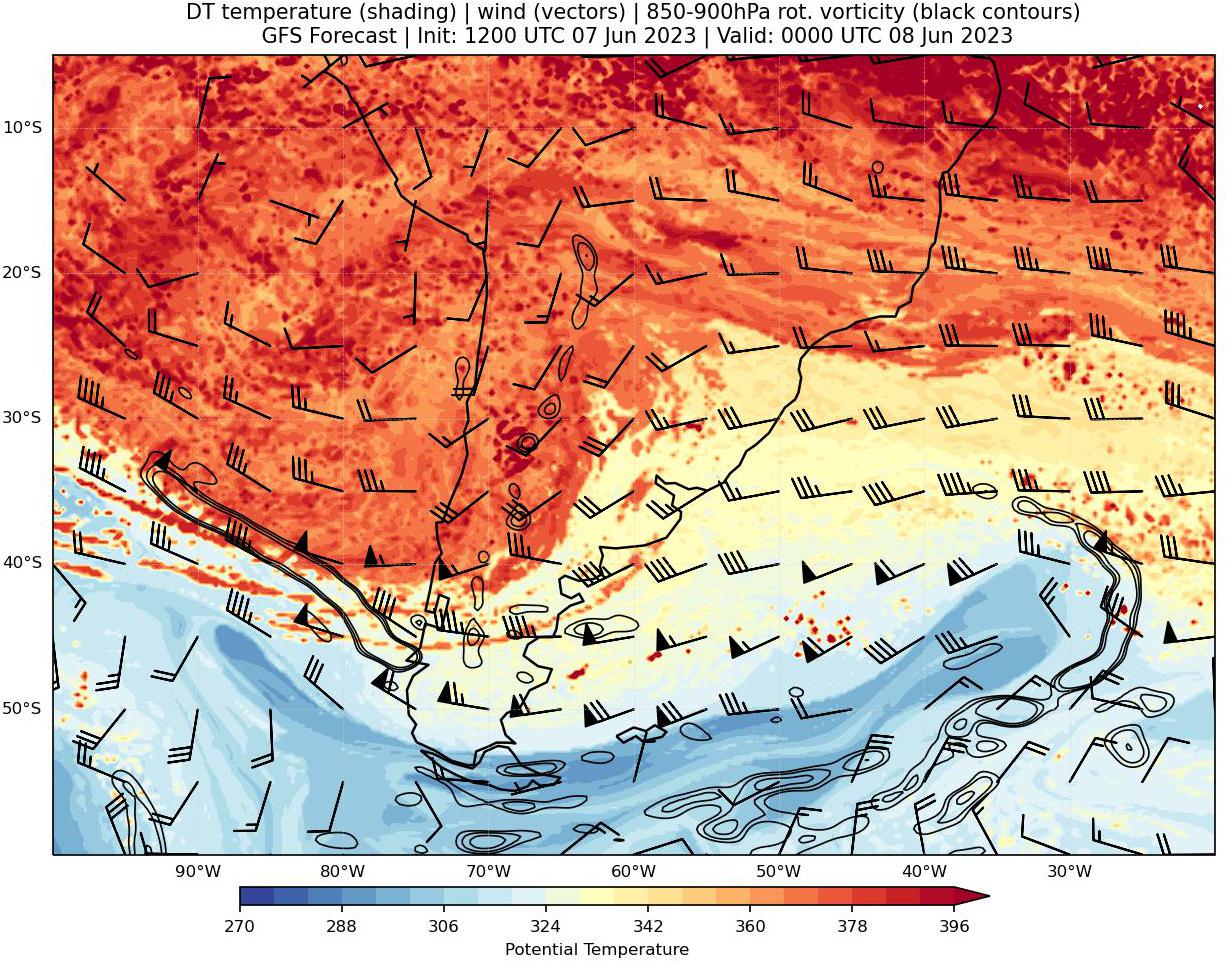 DT temperature (shading) | wind (vectors) | 850-900hPa rot. vorticity (black contours)
GFS Forecast | Init: 1200 UTC 07 Jun 2023 | Valid: 0000 UTC 08 Jun 2023
10°S
20°S
30°S
40°S
50°S
90°W 80°W 70°W 60°W 50°W 40°W 30°W
270 288 306 324 342 360 378 396
Potential Temperature